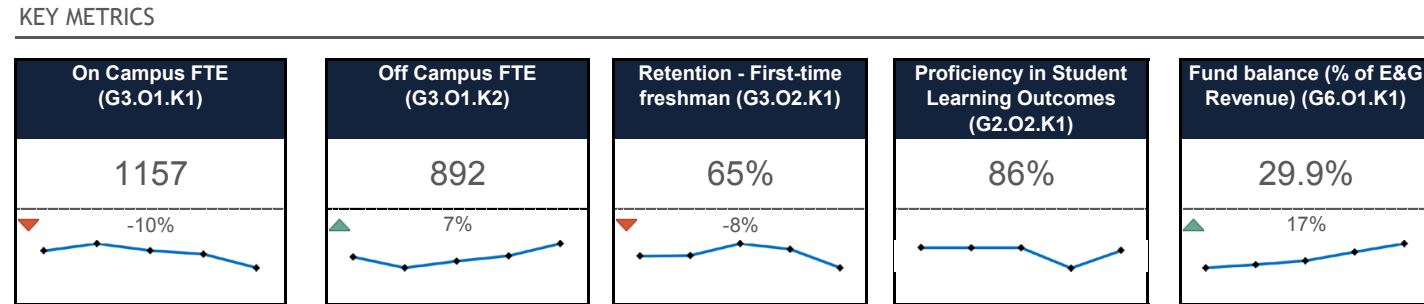 KEY METRICS
On Campus FTE
(G3.O1.K1)
1157
-10%
Off Campus FTE
(G3.O1.K2)
892
7%
Retention - First-time
freshman (G3.O2.K1)
65%
-8%
Proficiency in Student
Learning Outcomes
(G2.O2.K1)
86%
Fund balance (% of E&G
Revenue) (G6.O1.K1)
29.9%
17%